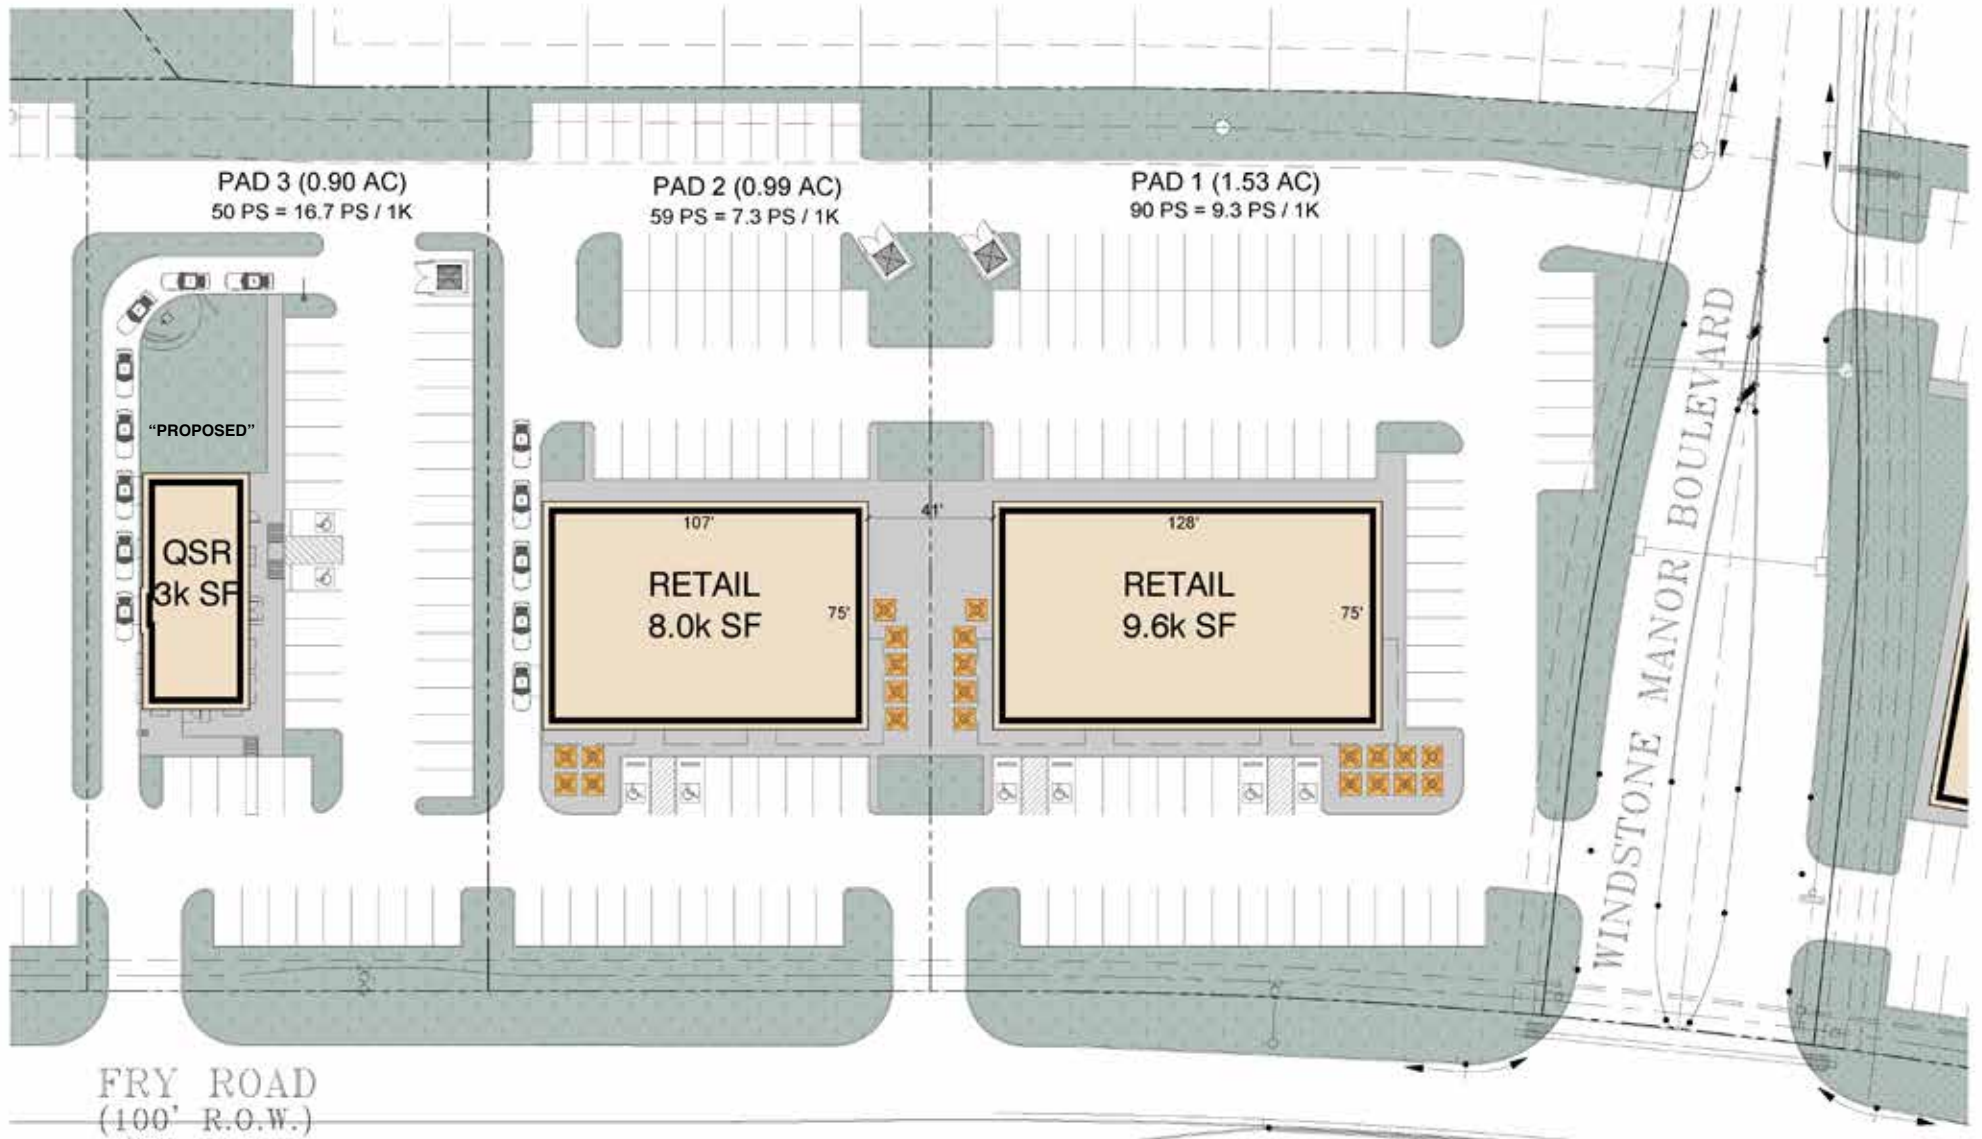 PAD 3 (0.90 AC)
50 PS = 16.7 PS / 1K
PAD 2 (0.99 AC)
59 PS = 7.3 PS / 1K
PAD 1 (1.53 AC)
90 PS = 9.3 PS / 1K
“PROPOSED”
QSR
3k SF
107'
RETAIL
8.0k SF
75'
41'
128'
RETAIL
9.6k SF
75'
WINDSTONE MANOR BOULEVARD
FRY ROAD
(100' R.O.W.)